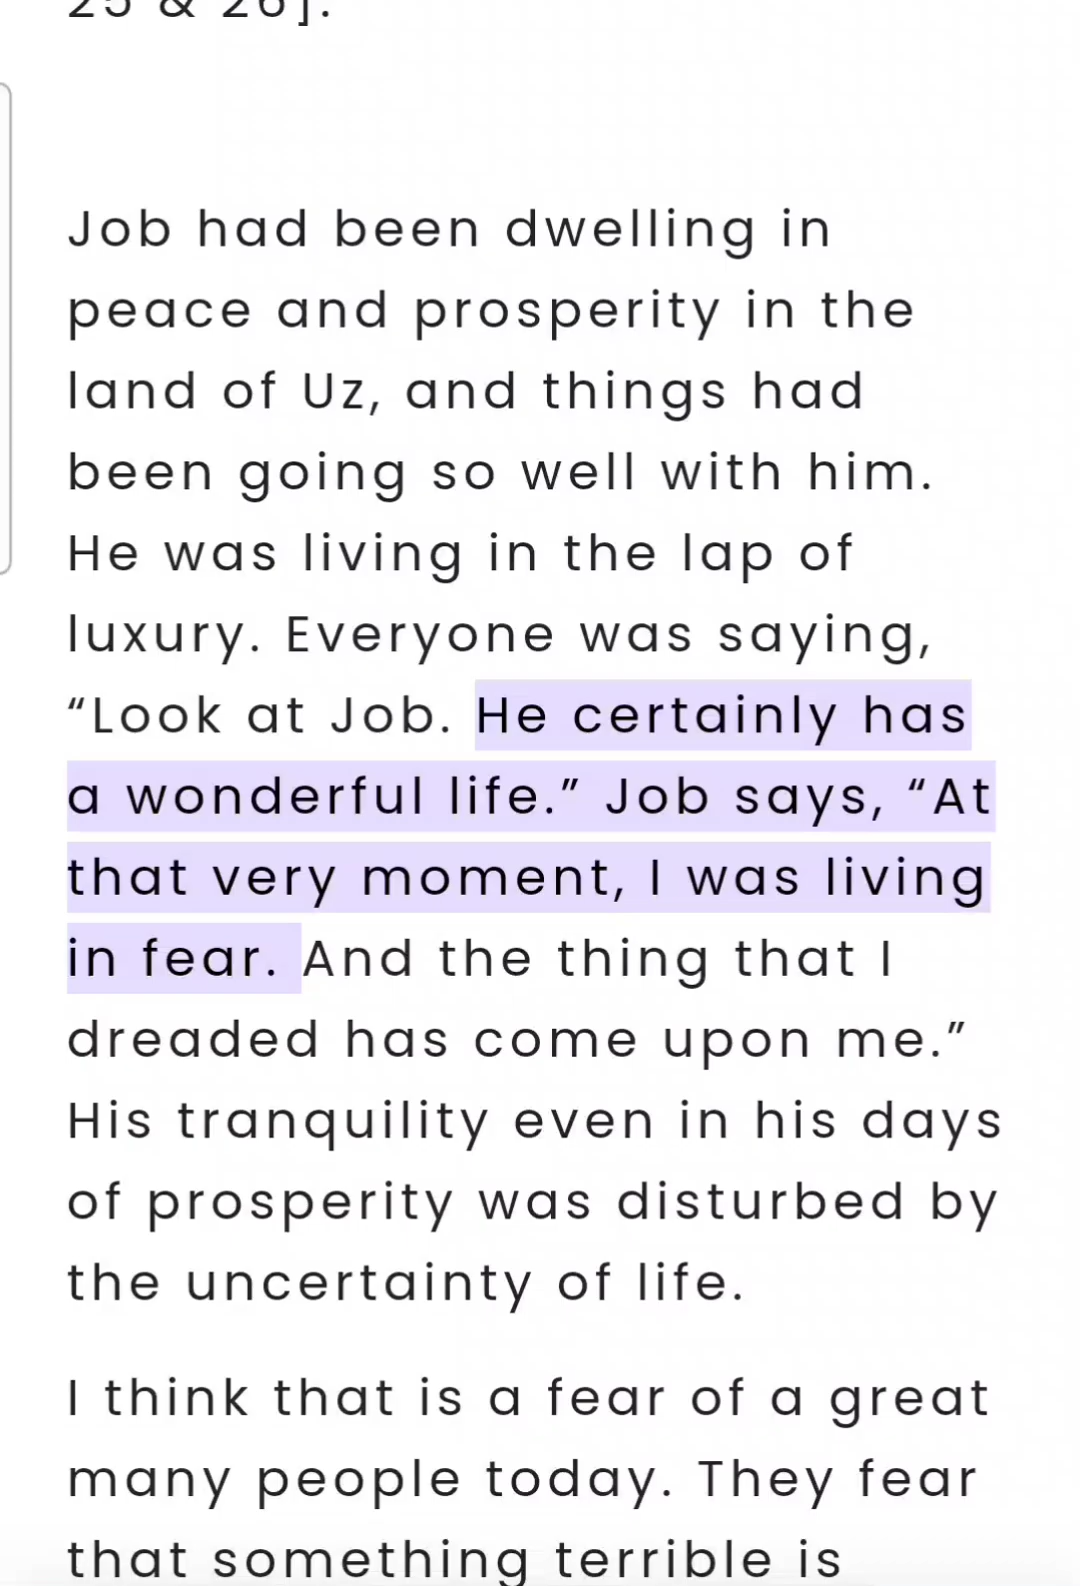 25 & 26].
Job had been dwelling in
peace and prosperity in the
land of Uz, and things had
been going so well with him.
He was living in the lap of
luxury. Everyone was saying,
“Look at Job. He certainly has
a wonderful life.” Job says, “At
that very moment, I was living
in fear. And the thing that I
dreaded has come upon me.”
His tranquility even in his days
of prosperity was disturbed by
the uncertainty of life.
I think that is a fear of a great
many people today. They fear
that something terrible is